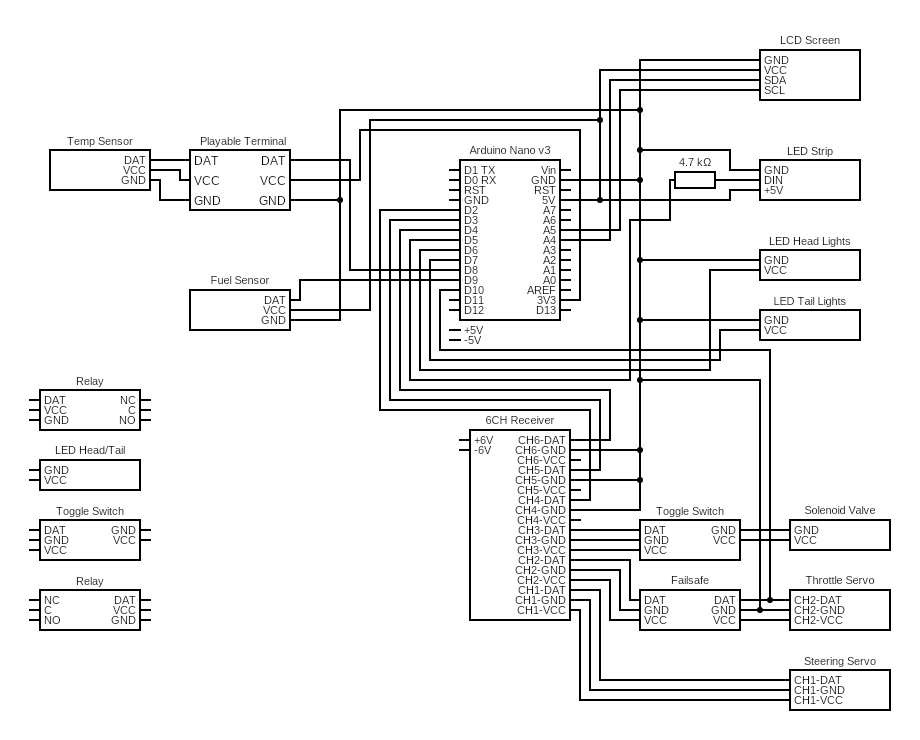 LCD Screen
GND
VCC
SDA
SCL
Temp Sensor
DAT
VCC
GND
Playable Terminal
DAT DAT
VCC VCC
GND GND
Arduino Nano v3
D1 TX Vin
D0 RX GND
RST RST
GND 5V
D2 A7
D3 A6
D4 A5
D5 A4
D6 A3
D7 A2
D8 A1
D9 A0
D10 AREF
D11 3V3
D12 D13
+5V
-5V
4.7 kΩ
LED Strip
GND
DIN
+5V
LED Head Lights
GND
VCC
Fuel Sensor
DAT
VCC
GND
LED Tail Lights
GND
VCC
Relay
DAT NC
VCC C
GND NO
LED Head/Tail
GND
VCC
Toggle Switch
DAT GND
GND VCC
VCC
Relay
NC DAT
C VCC
NO GND
6CH Receiver
+6V CH6-DAT
-6V CH6-GND
CH6-VCC
CH5-DAT
CH5-GND
CH5-VCC
CH4-DAT
CH4-GND
CH4-VCC
CH3-DAT
CH3-GND
CH3-VCC
CH2-DAT
CH2-GND
CH2-VCC
CH1-DAT
CH1-GND
CH1-VCC
Toggle Switch
DAT GND
GND VCC
VCC
Solenoid Valve
GND
VCC
Failsafe
DAT DAT
GND GND
VCC VCC
Throttle Servo
CH2-DAT
CH2-GND
CH2-VCC
Steering Servo
CH1-DAT
CH1-GND
CH1-VCC